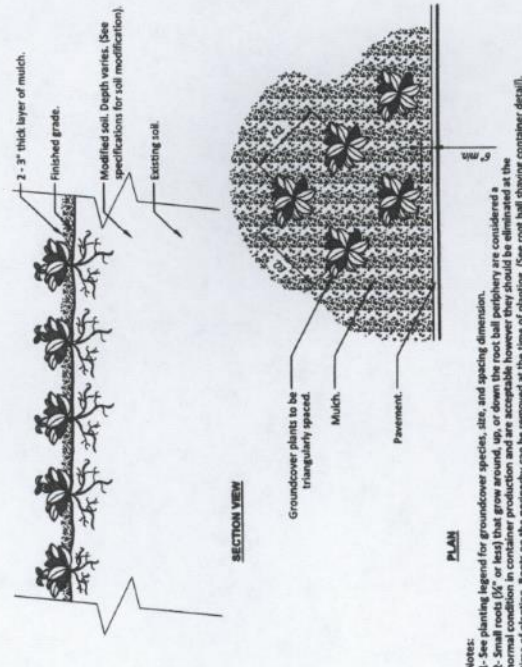 2 - 3" thick layer of mulch.
Finished grade.
Modified soil. Depth varies. (See
specifications for soil modification).
Existing soil.
SECTION VIEW
Groundcover plants to be
triangularly spaced.
Mulch.
Pavement.
EQ
EQ
6" min.
PLAN
Notes:
- See planting legend for groundcover species, size, and spacing dimension.
- Small roots (¼" or less) that grow around, up, or down the root ball periphery are considered a
normal condition in container production and are acceptable however they should be eliminated at the
time of planting. Roots on the periphery can be removed at the time of planting. (See root ball shaving container detail).